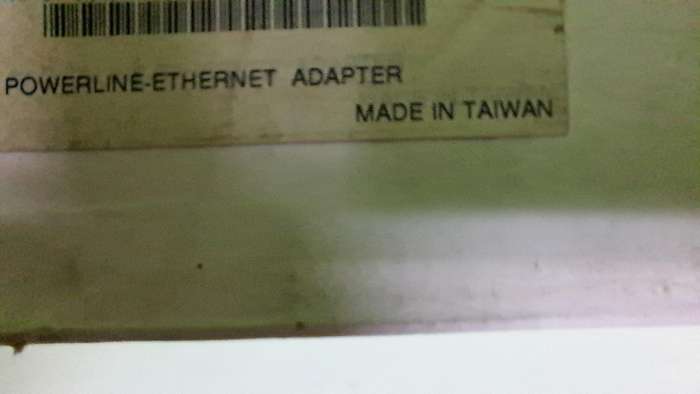 POWERLINE-ETHERNET ADAPTER
MADE IN TAIWAN